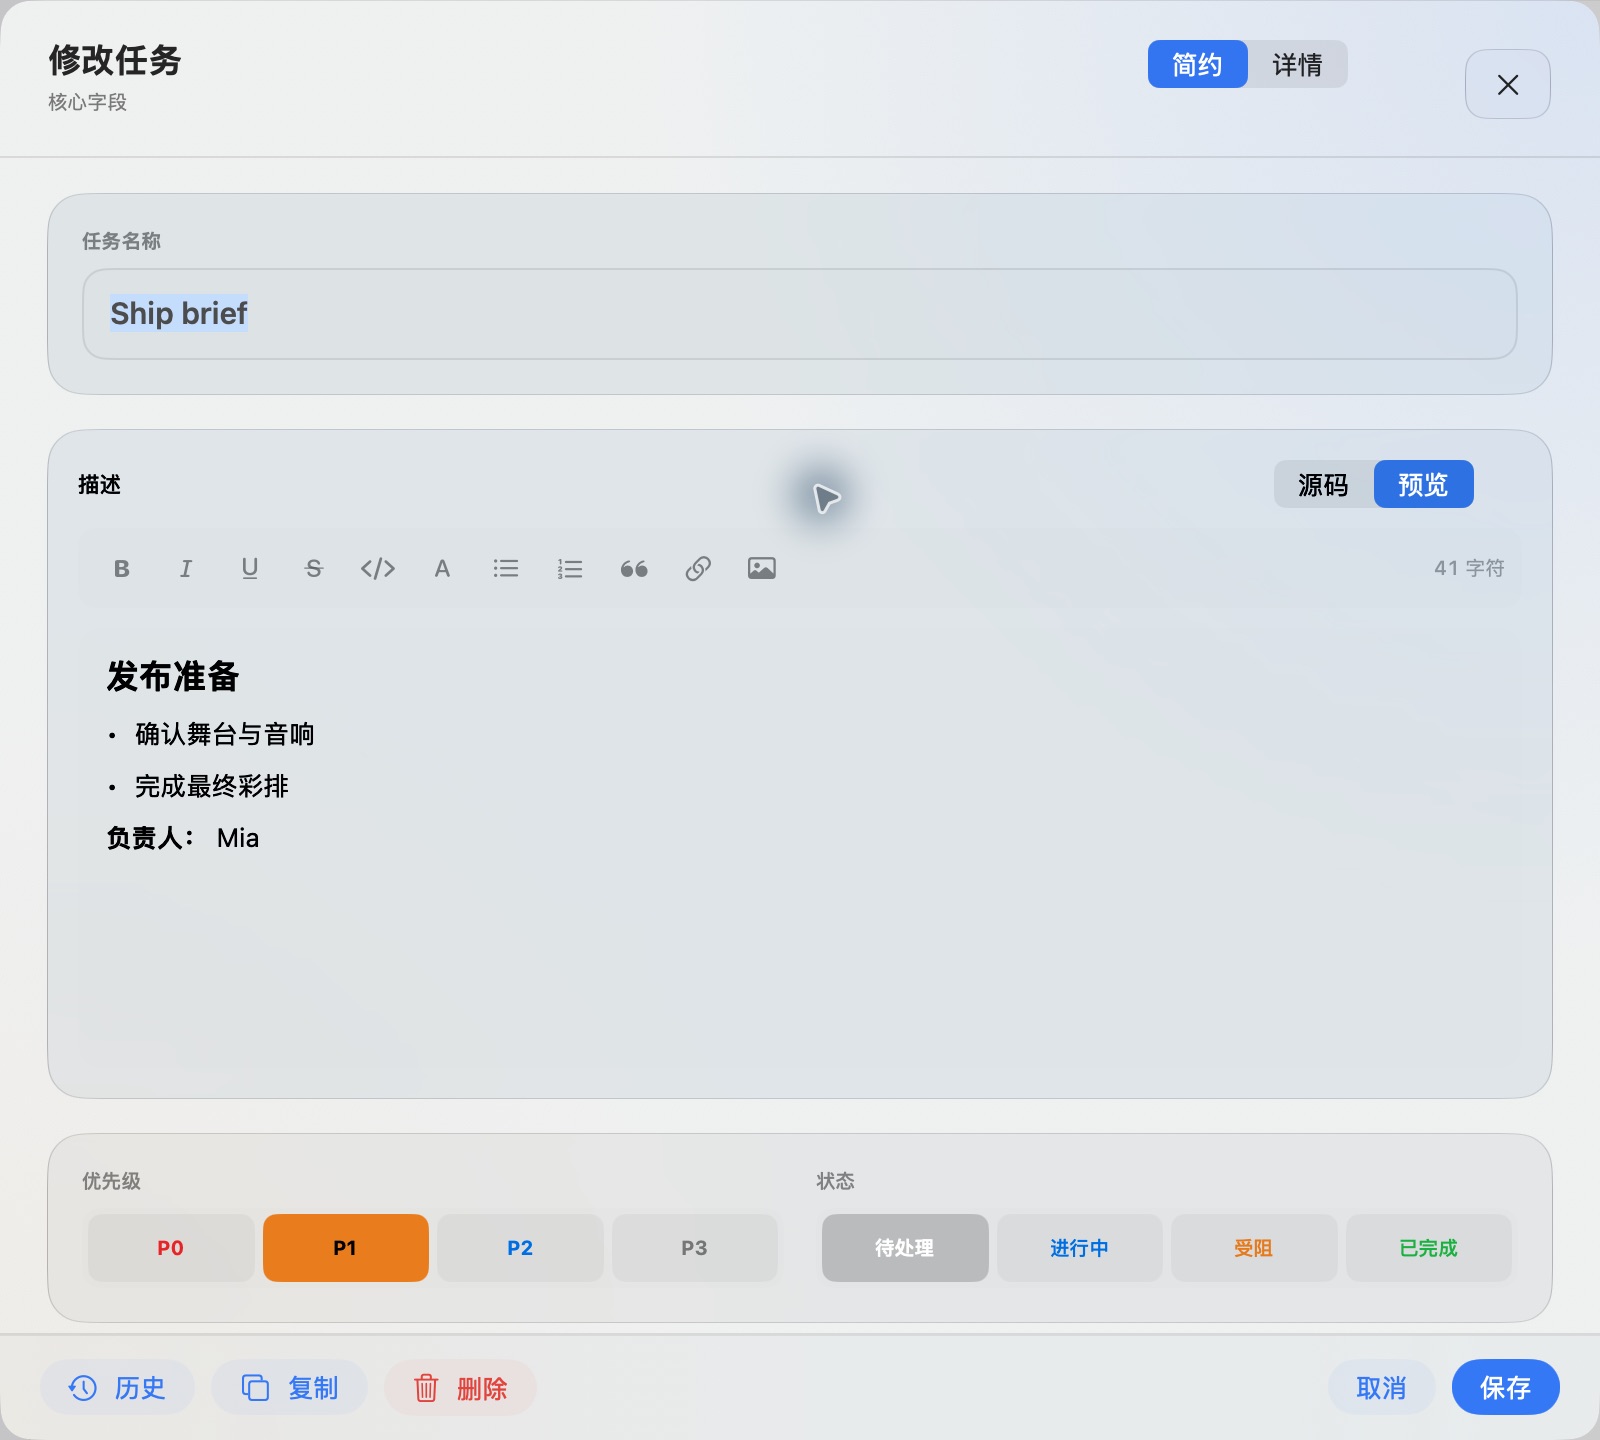 修改任务
简约 详情
核心字段
任务名称
Ship brief
描述
源码 预览
B I U S </> A 41 字符
发布准备
• 确认舞台与音响
• 完成最终彩排
负责人： Mia
优先级 状态
P0 P1 P2 P3 待处理 进行中 受阻 已完成
历史 复制 删除 取消 保存